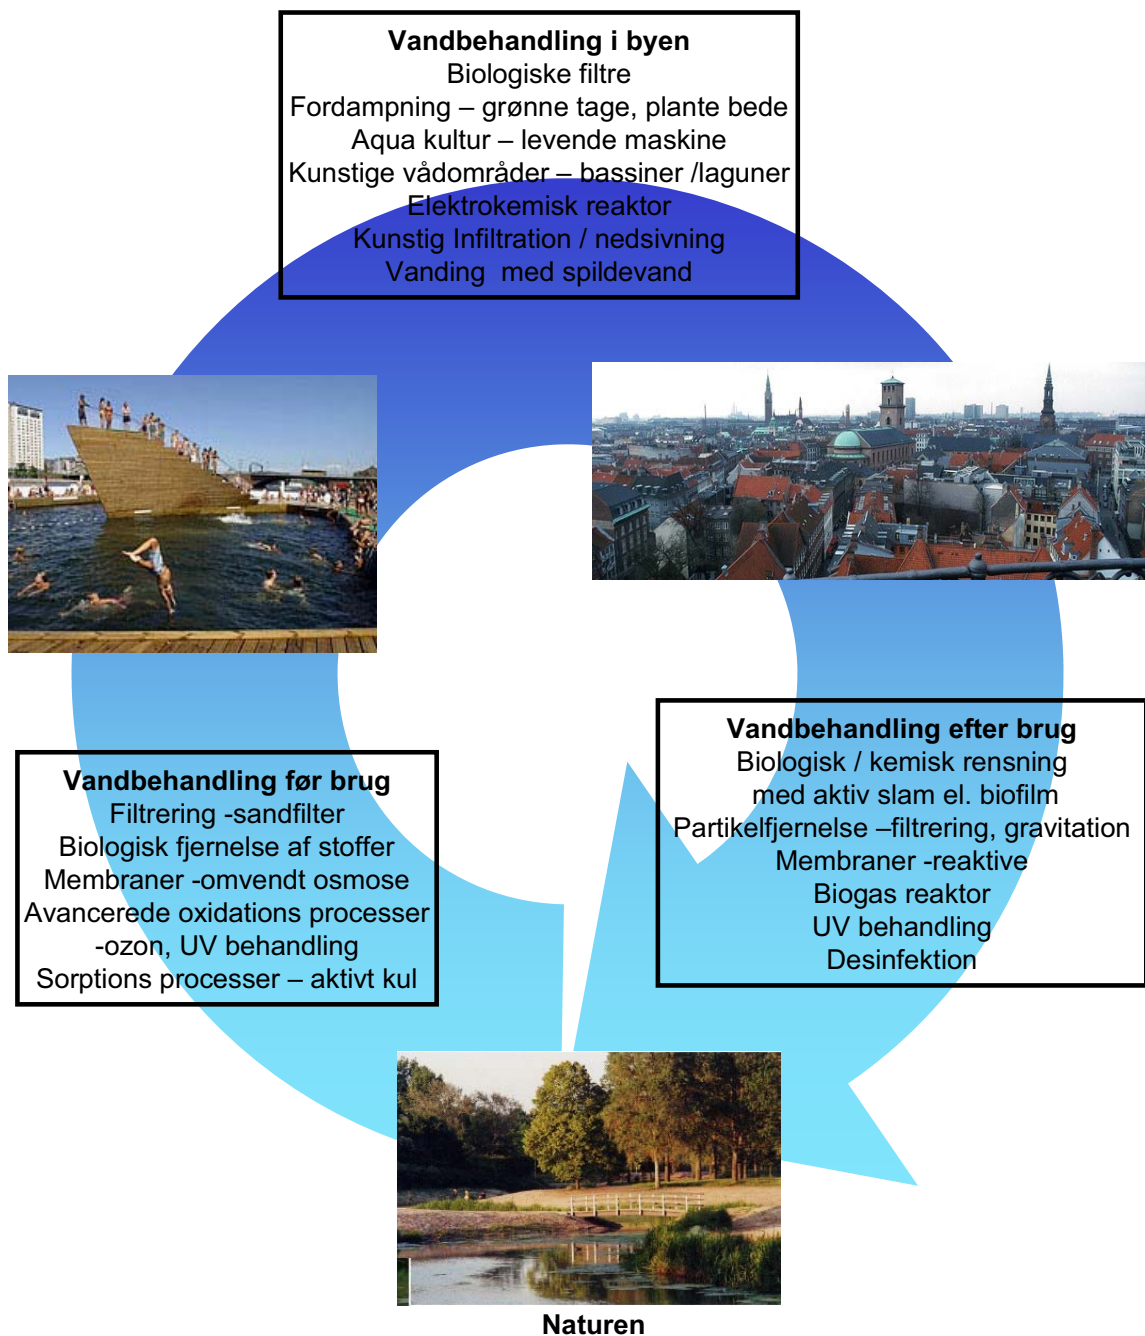 Vandbehandling i byen
Biologiske filtre
Fordampning – grønne tage, plante bede
Aqua kultur – levende maskine
Kunstige vådområder – bassiner /laguner
Elektrokemisk reaktor
Kunstig Infiltration / nedsivning
Vanding  med spildevand
Vandbehandling før brug
Filtrering -sandfilter
Biologisk fjernelse af stoffer
Membraner -omvendt osmose
Avancerede oxidations processer
-ozon, UV behandling
Sorptions processer – aktivt kul
Vandbehandling efter brug
Biologisk / kemisk rensning
med aktiv slam el. biofilm
Partikelfjernelse –filtrering, gravitation
Membraner -reaktive
Biogas reaktor
UV behandling
Desinfektion
Naturen